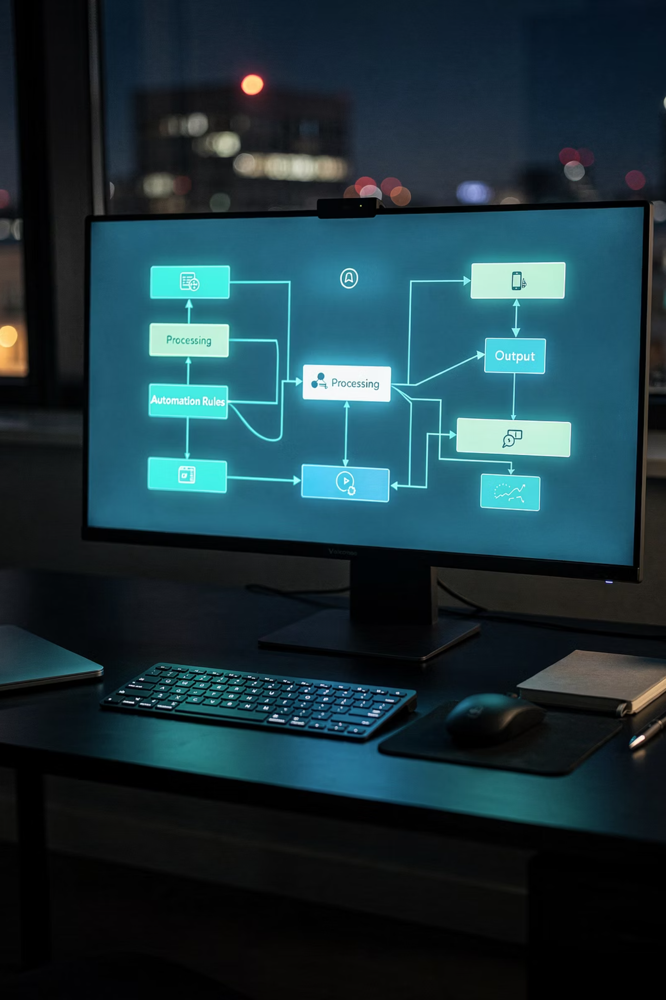 Processing
Automation Rules
Processing
Output